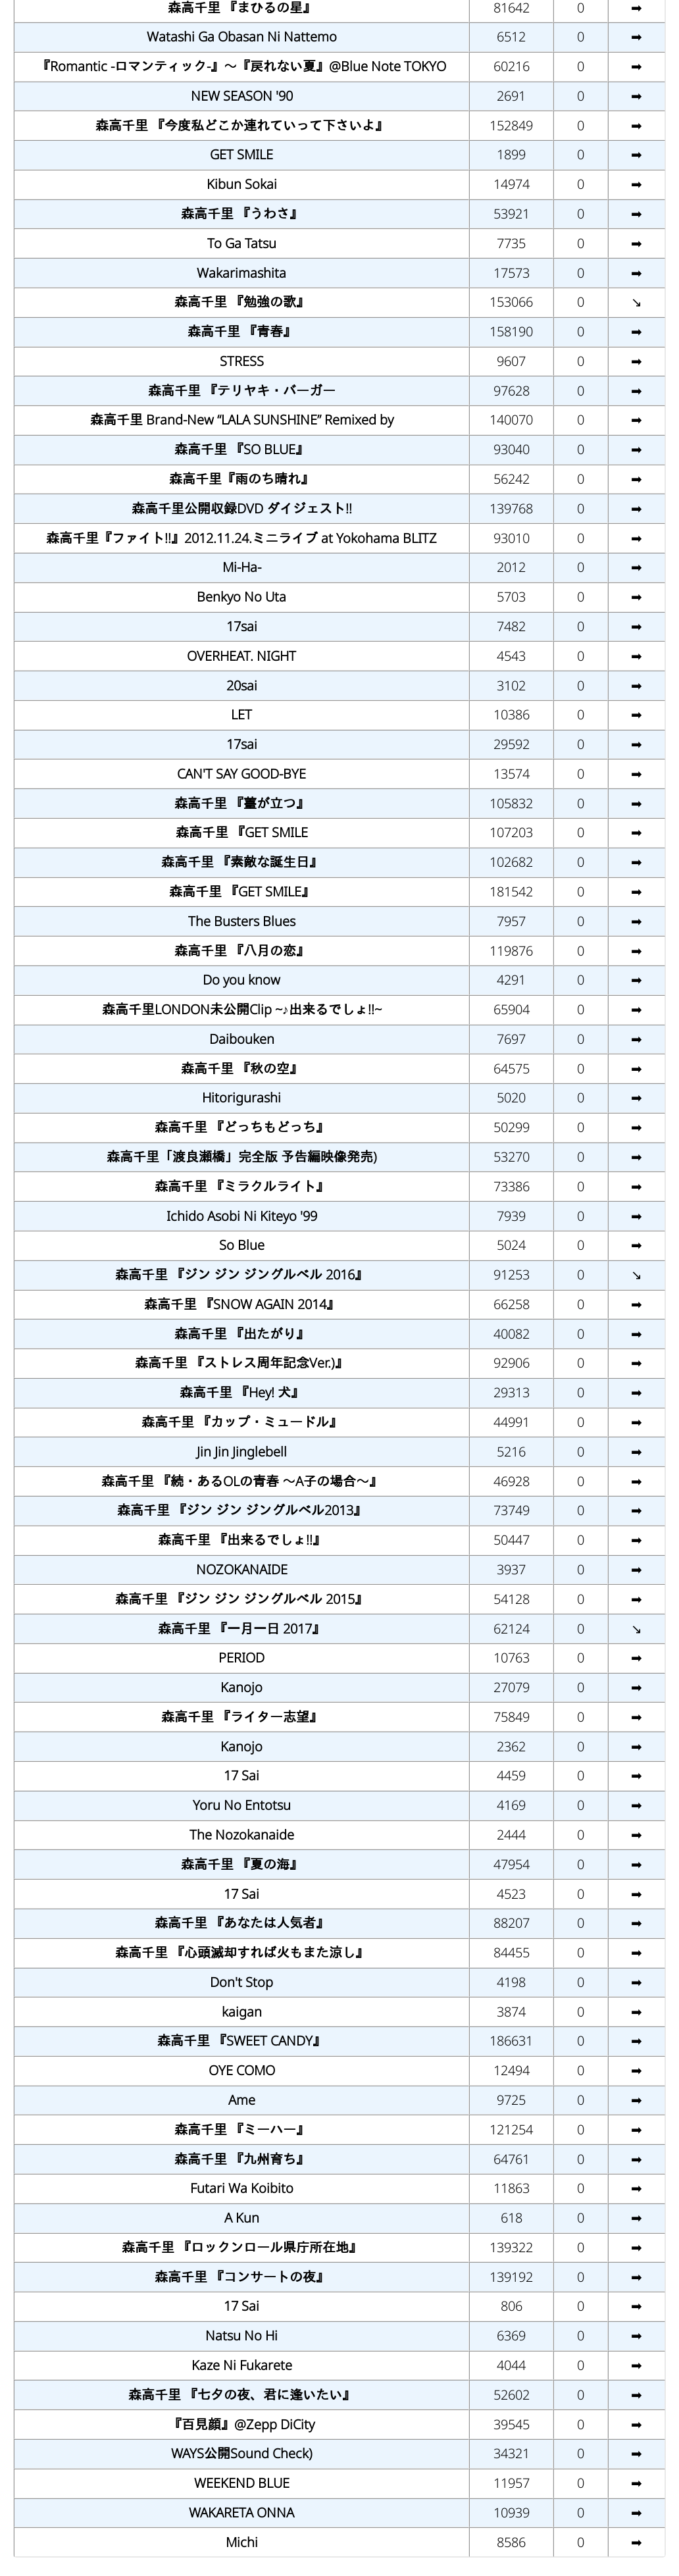 森高千里 『まひるの星』 81642 0 ➡
Watashi Ga Obasan Ni Nattemo 6512 0 ➡
『Romantic -ロマンティック-』～『戻れない夏』@Blue Note TOKYO 60216 0 ➡
NEW SEASON '90 2691 0 ➡
森高千里 『今度私どこか連れていって下さいよ』 152849 0 ➡
GET SMILE 1899 0 ➡
Kibun Sokai 14974 0 ➡
森高千里 『うわさ』 53921 0 ➡
To Ga Tatsu 7735 0 ➡
Wakarimashita 17573 0 ➡
森高千里 『勉強の歌』 153066 0 ↘
森高千里 『青春』 158190 0 ➡
STRESS 9607 0 ➡
森高千里 『テリヤキ・バーガー 97628 0 ➡
森高千里 Brand-New “LALA SUNSHINE” Remixed by 140070 0 ➡
森高千里 『SO BLUE』 93040 0 ➡
森高千里『雨のち晴れ』 56242 0 ➡
森高千里公開収録DVD ダイジェスト!! 139768 0 ➡
森高千里『ファイト!!』2012.11.24.ミニライブ at Yokohama BLITZ 93010 0 ➡
Mi-Ha- 2012 0 ➡
Benkyo No Uta 5703 0 ➡
17sai 7482 0 ➡
OVERHEAT. NIGHT 4543 0 ➡
20sai 3102 0 ➡
LET 10386 0 ➡
17sai 29592 0 ➡
CAN'T SAY GOOD-BYE 13574 0 ➡
森高千里 『薹が立つ』 105832 0 ➡
森高千里 『GET SMILE 107203 0 ➡
森高千里 『素敵な誕生日』 102682 0 ➡
森高千里 『GET SMILE』 181542 0 ➡
The Busters Blues 7957 0 ➡
森高千里 『八月の恋』 119876 0 ➡
Do you know 4291 0 ➡
森高千里LONDON未公開Clip ~♪出来るでしょ!!~ 65904 0 ➡
Daibouken 7697 0 ➡
森高千里 『秋の空』 64575 0 ➡
Hitorigurashi 5020 0 ➡
森高千里 『どっちもどっち』 50299 0 ➡
森高千里「渡良瀬橋」完全版 予告編映像発売) 53270 0 ➡
森高千里 『ミラクルライト』 73386 0 ➡
Ichido Asobi Ni Kiteyo '99 7939 0 ➡
So Blue 5024 0 ➡
森高千里 『ジン ジン ジングルベル 2016』 91253 0 ↘
森高千里 『SNOW AGAIN 2014』 66258 0 ➡
森高千里 『出たがり』 40082 0 ➡
森高千里 『ストレス周年記念Ver.)』 92906 0 ➡
森高千里 『Hey! 犬』 29313 0 ➡
森高千里 『カップ・ミュードル』 44991 0 ➡
Jin Jin Jinglebell 5216 0 ➡
森高千里 『続・あるOLの青春 ～A子の場合～』 46928 0 ➡
森高千里 『ジン ジン ジングルベル2013』 73749 0 ➡
森高千里 『出来るでしょ!!』 50447 0 ➡
NOZOKANAIDE 3937 0 ➡
森高千里 『ジン ジン ジングルベル 2015』 54128 0 ➡
森高千里 『一月一日 2017』 62124 0 ↘
PERIOD 10763 0 ➡
Kanojo 27079 0 ➡
森高千里 『ライター志望』 75849 0 ➡
Kanojo 2362 0 ➡
17 Sai 4459 0 ➡
Yoru No Entotsu 4169 0 ➡
The Nozokanaide 2444 0 ➡
森高千里 『夏の海』 47954 0 ➡
17 Sai 4523 0 ➡
森高千里 『あなたは人気者』 88207 0 ➡
森高千里 『心頭滅却すれば火もまた涼し』 84455 0 ➡
Don't Stop 4198 0 ➡
kaigan 3874 0 ➡
森高千里 『SWEET CANDY』 186631 0 ➡
OYE COMO 12494 0 ➡
Ame 9725 0 ➡
森高千里 『ミーハー』 121254 0 ➡
森高千里 『九州育ち』 64761 0 ➡
Futari Wa Koibito 11863 0 ➡
A Kun 618 0 ➡
森高千里 『ロックンロール県庁所在地』 139322 0 ➡
森高千里 『コンサートの夜』 139192 0 ➡
17 Sai 806 0 ➡
Natsu No Hi 6369 0 ➡
Kaze Ni Fukarete 4044 0 ➡
森高千里 『七夕の夜、君に逢いたい』 52602 0 ➡
『百見顔』@Zepp DiCity 39545 0 ➡
WAYS公開Sound Check) 34321 0 ➡
WEEKEND BLUE 11957 0 ➡
WAKARETA ONNA 10939 0 ➡
Michi 8586 0 ➡